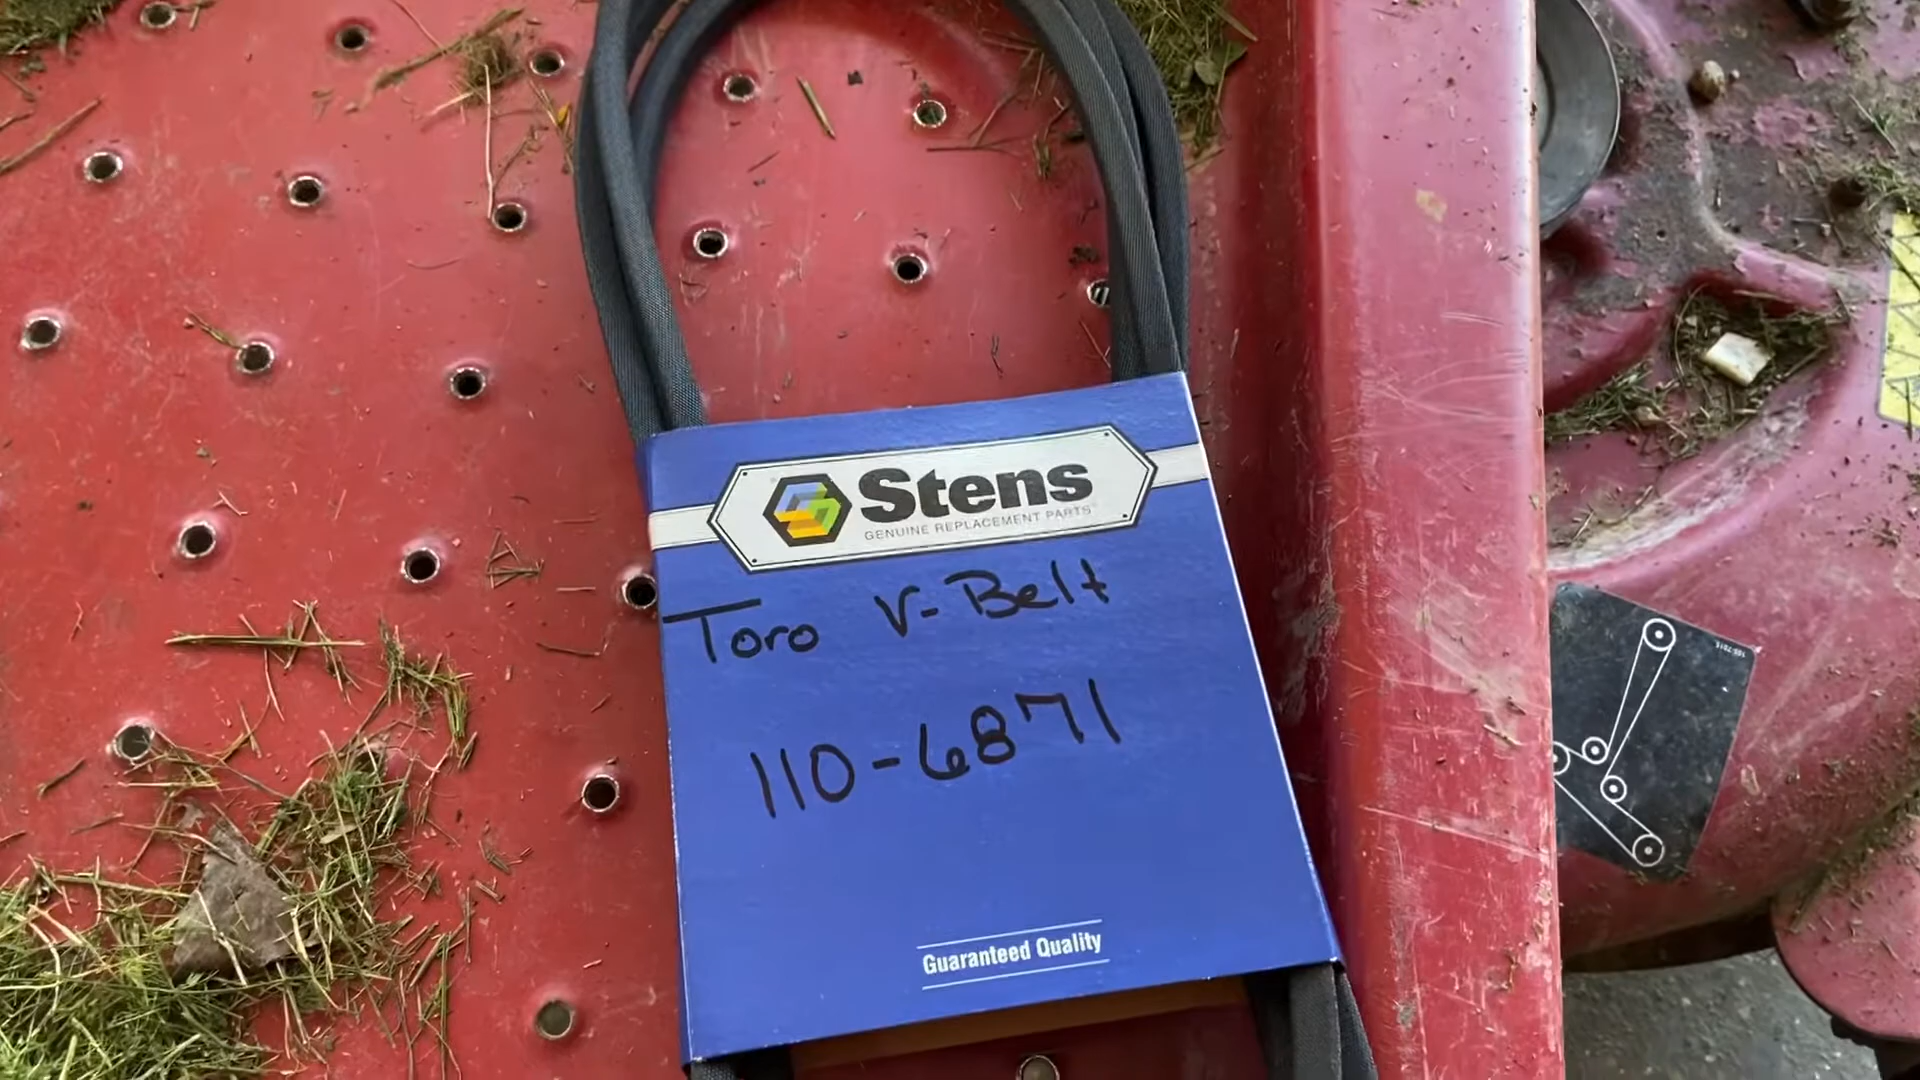 Stens
GENUINE REPLACEMENT PARTS
Toro V-Belt
110-6871
Guaranteed Quality